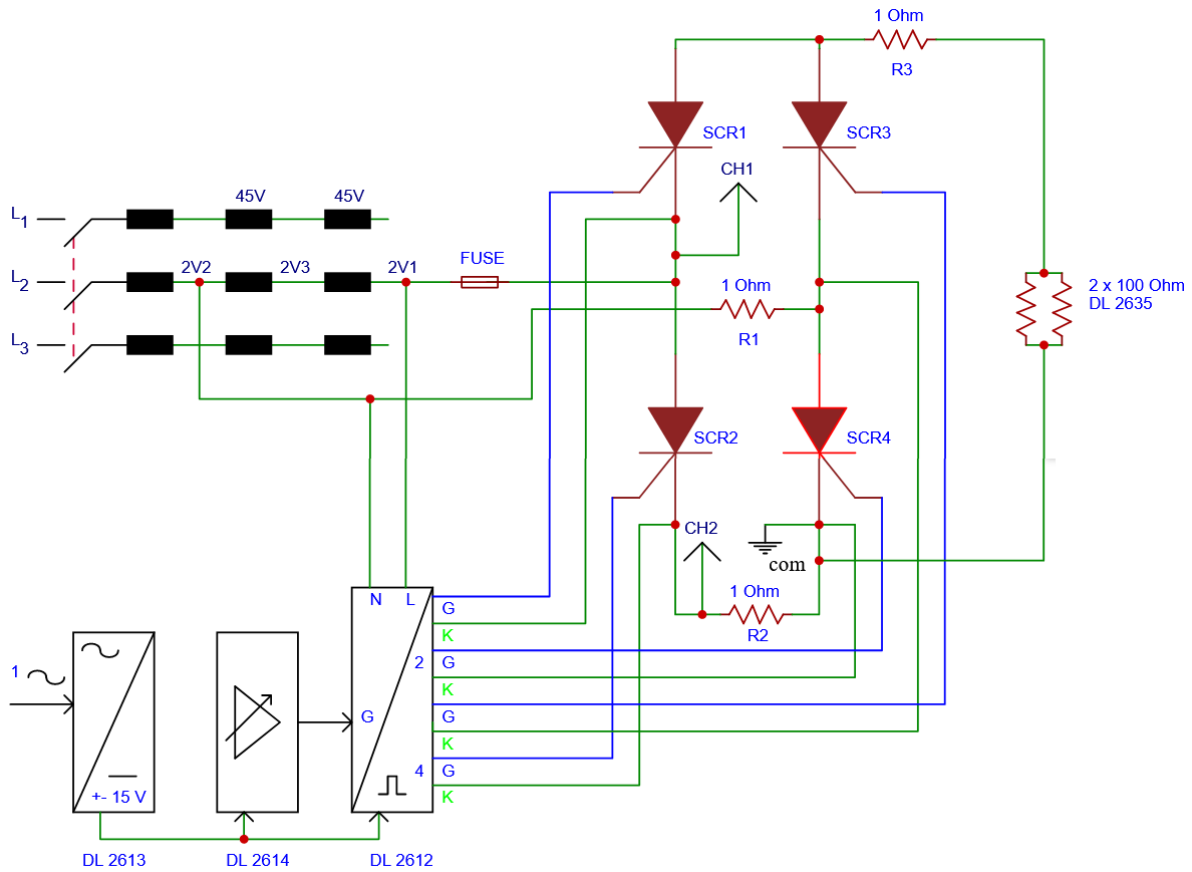 1 Ohm
R3
SCR1
SCR3
CH1
45V
45V
L1
L2
2V2
2V3
2V1
FUSE
1 Ohm
R1
2 x 100 Ohm
DL 2635
L3
SCR2
SCR4
CH2
com
1 Ohm
R2
N
L
G
K
2
G
K
G
G
K
4
G
K
1
+- 15 V
DL 2613
DL 2614
DL 2612